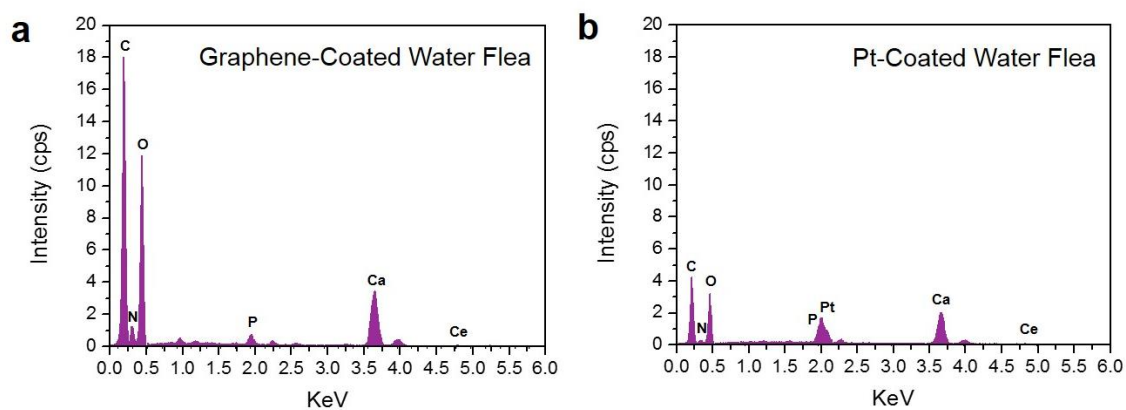 a
Graphene-Coated Water Flea
Intensity (cps)
20
18
16
14
12
10
8
6
4
2
0
C
O
N
P
Ca
Ce
0.0 0.5 1.0 1.5 2.0 2.5 3.0 3.5 4.0 4.5 5.0 5.5 6.0
KeV
b
Pt-Coated Water Flea
Intensity (cps)
20
18
16
14
12
10
8
6
4
2
0
C
O
N
P
Pt
Ca
Ce
0.0 0.5 1.0 1.5 2.0 2.5 3.0 3.5 4.0 4.5 5.0 5.5 6.0
KeV